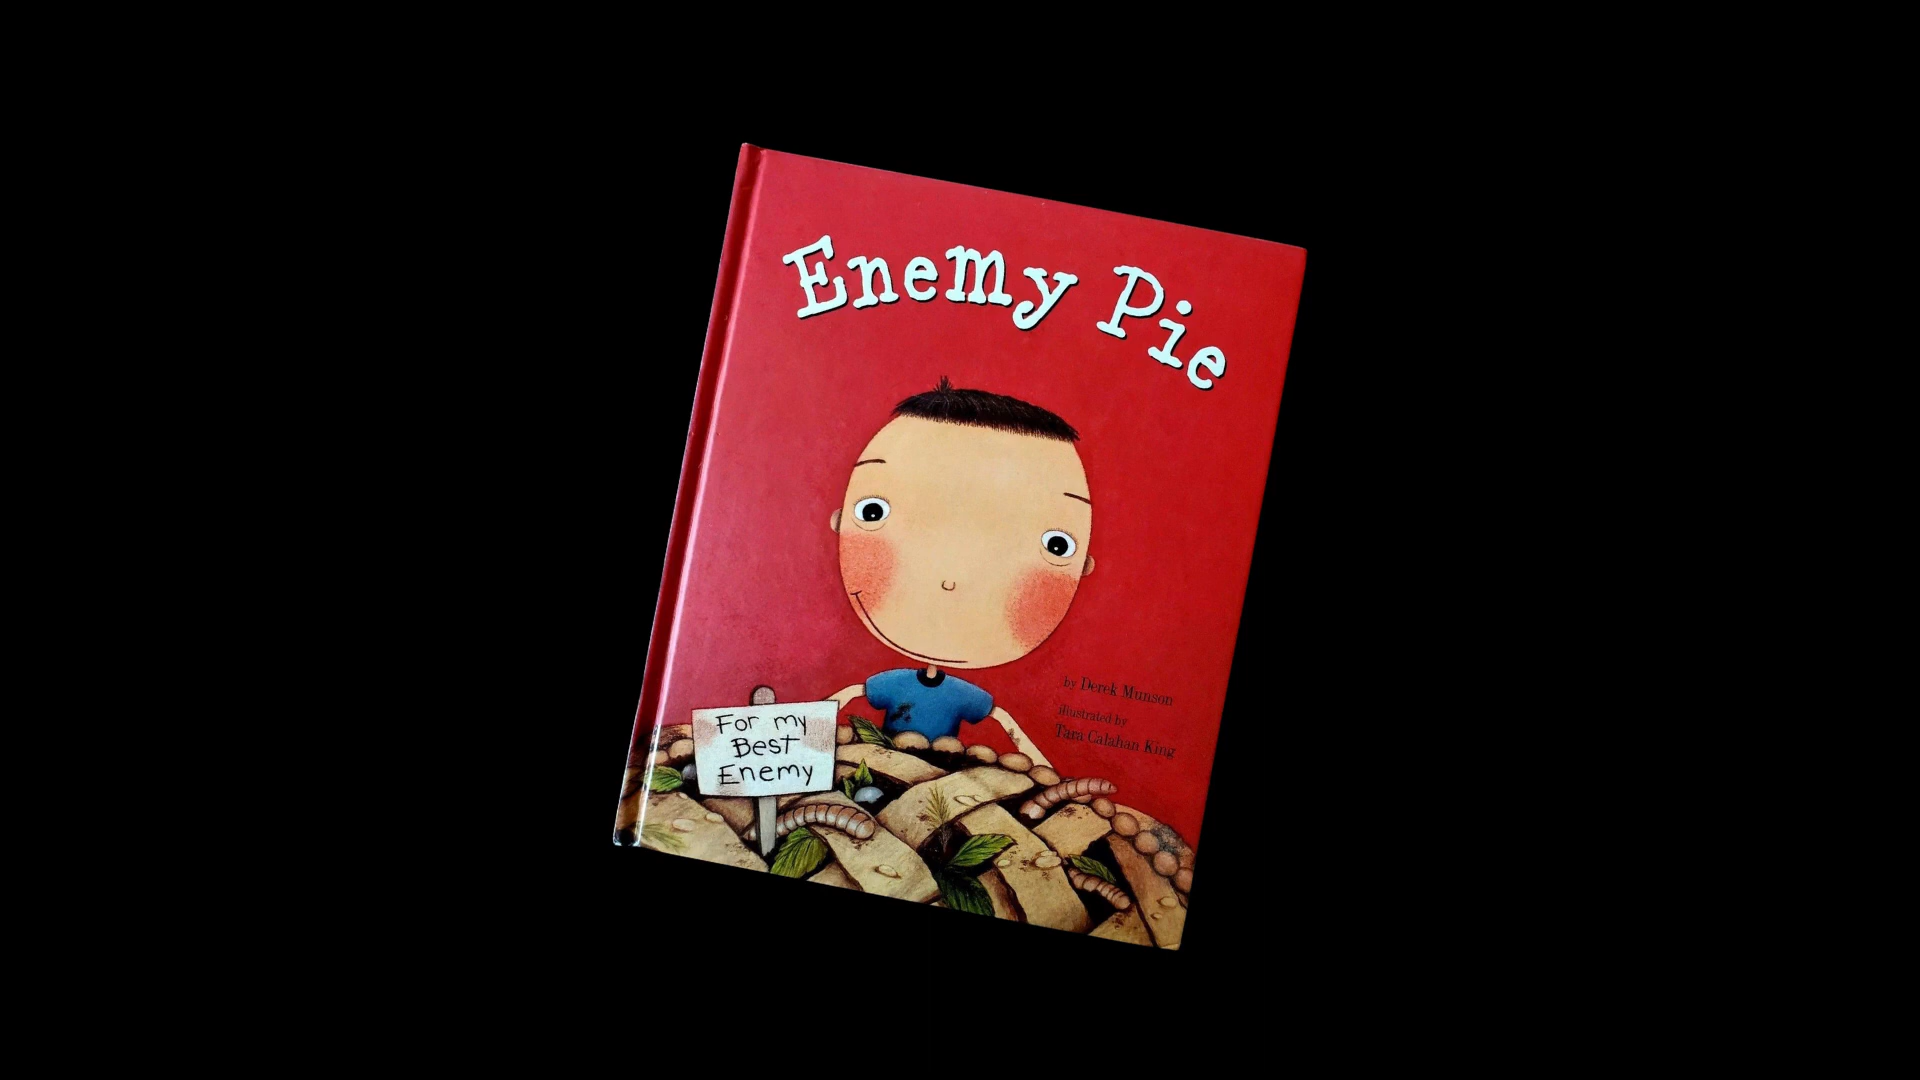 Enemy Pie
by Derek Munson
illustrated by
Tara Calahan King
For my
Best
Enemy